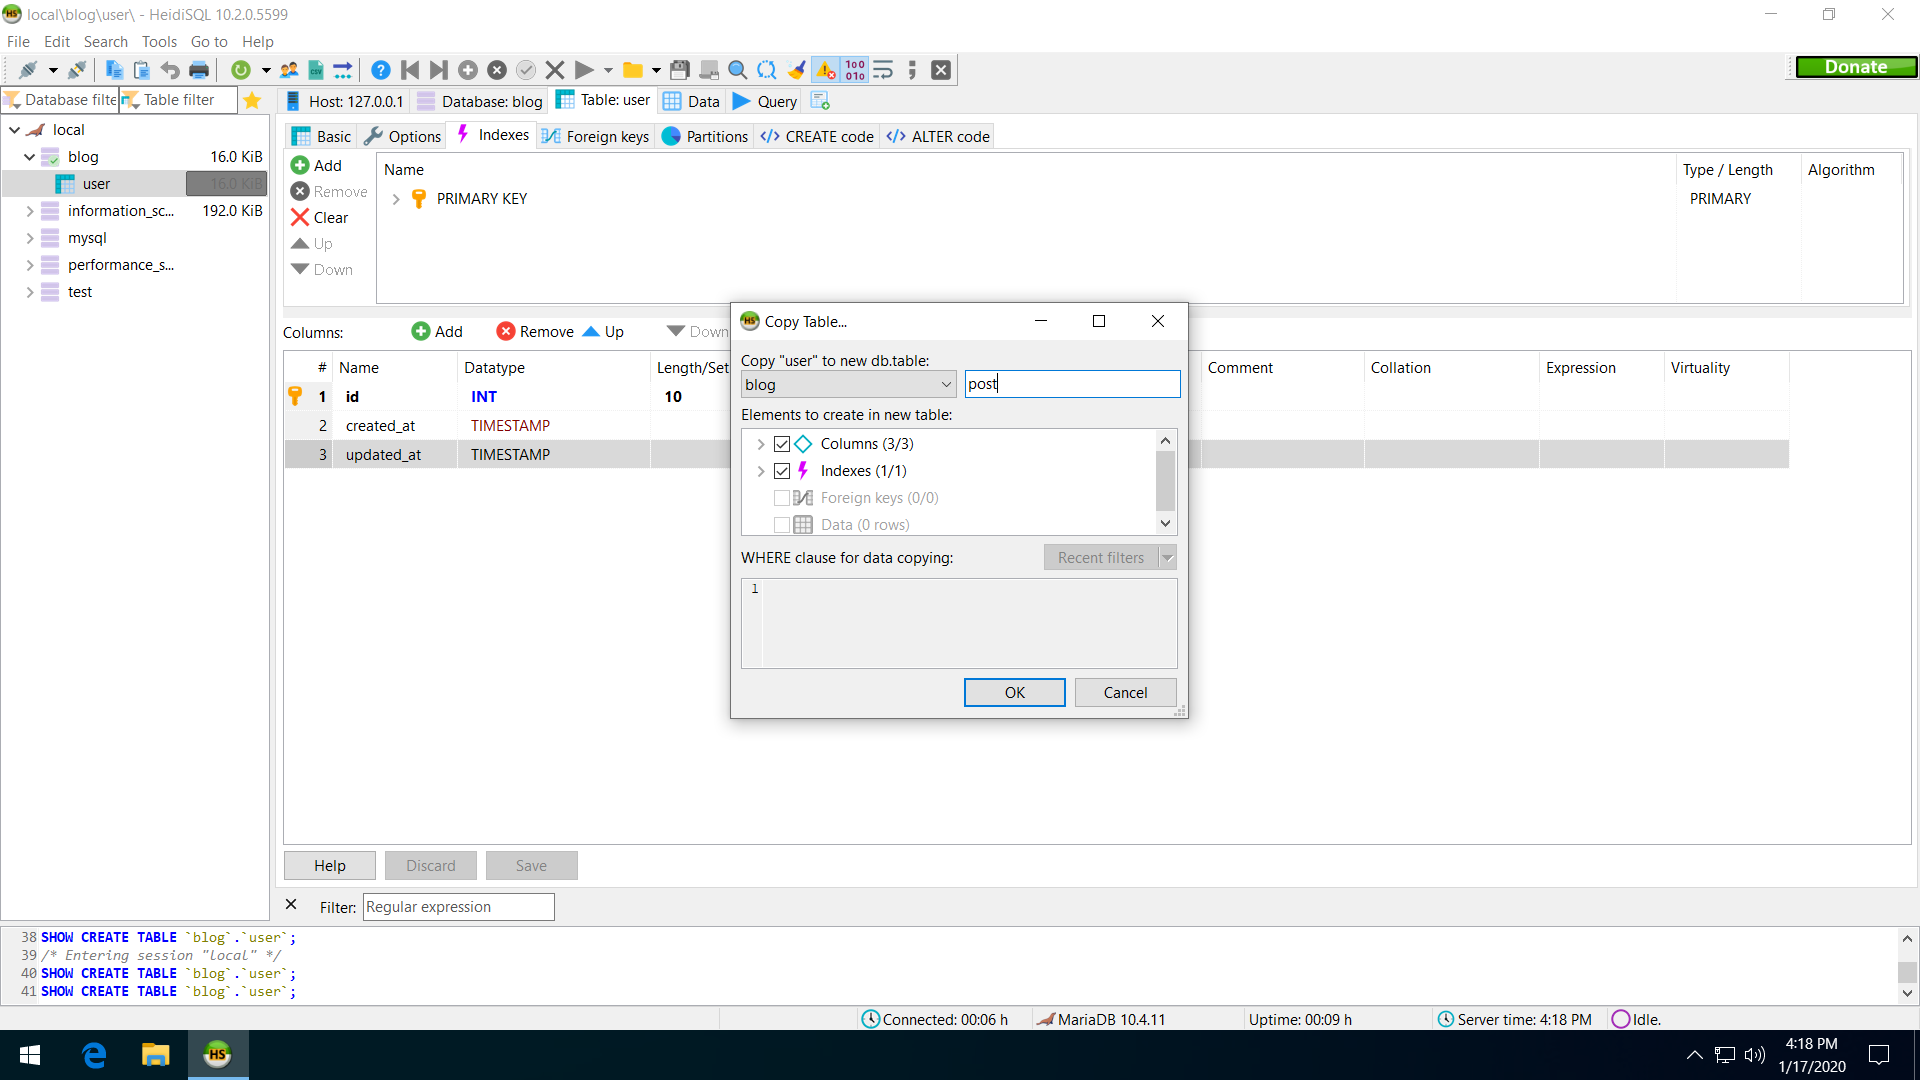 local\blog\user\ - HeidiSQL 10.2.0.5599
File Edit Search Tools Go to Help
Donate
Database filte Table filter
Host: 127.0.0.1 Database: blog Table: user Data Query
local
blog 16.0 KiB
user 16.0 KiB
information_sc... 192.0 KiB
mysql
performance_s...
test
Basic Options Indexes Foreign keys Partitions CREATE code ALTER code
Add
Remove
Clear
Up
Down
Name Type / Length Algorithm
PRIMARY KEY PRIMARY
Columns: Add Remove Up Down
# Name Datatype Length/Set Comment Collation Expression Virtuality
1 id INT 10
2 created_at TIMESTAMP
3 updated_at TIMESTAMP
Copy Table...
Copy "user" to new db.table:
blog post
Elements to create in new table:
Columns (3/3)
Indexes (1/1)
Foreign keys (0/0)
Data (0 rows)
WHERE clause for data copying: Recent filters
1
OK Cancel
Help Discard Save
Filter: Regular expression
38 SHOW CREATE TABLE `blog`.`user`;
39 /* Entering session "local" */
40 SHOW CREATE TABLE `blog`.`user`;
41 SHOW CREATE TABLE `blog`.`user`;
Connected: 00:06 h MariaDB 10.4.11 Uptime: 00:09 h Server time: 4:18 PM Idle.
HS
4:18 PM
1/17/2020